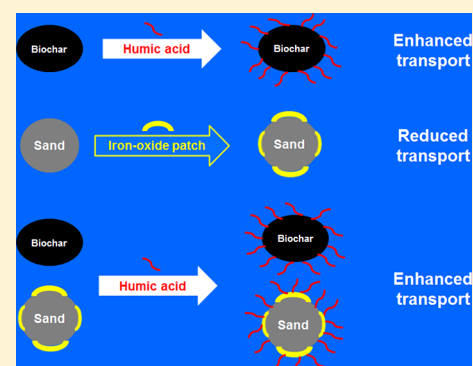 Biochar
Humic acid
Biochar
Enhanced
transport
Sand
Iron-oxide patch
Sand
Reduced
transport
Biochar
Sand
Humic acid
Biochar
Sand
Enhanced
transport